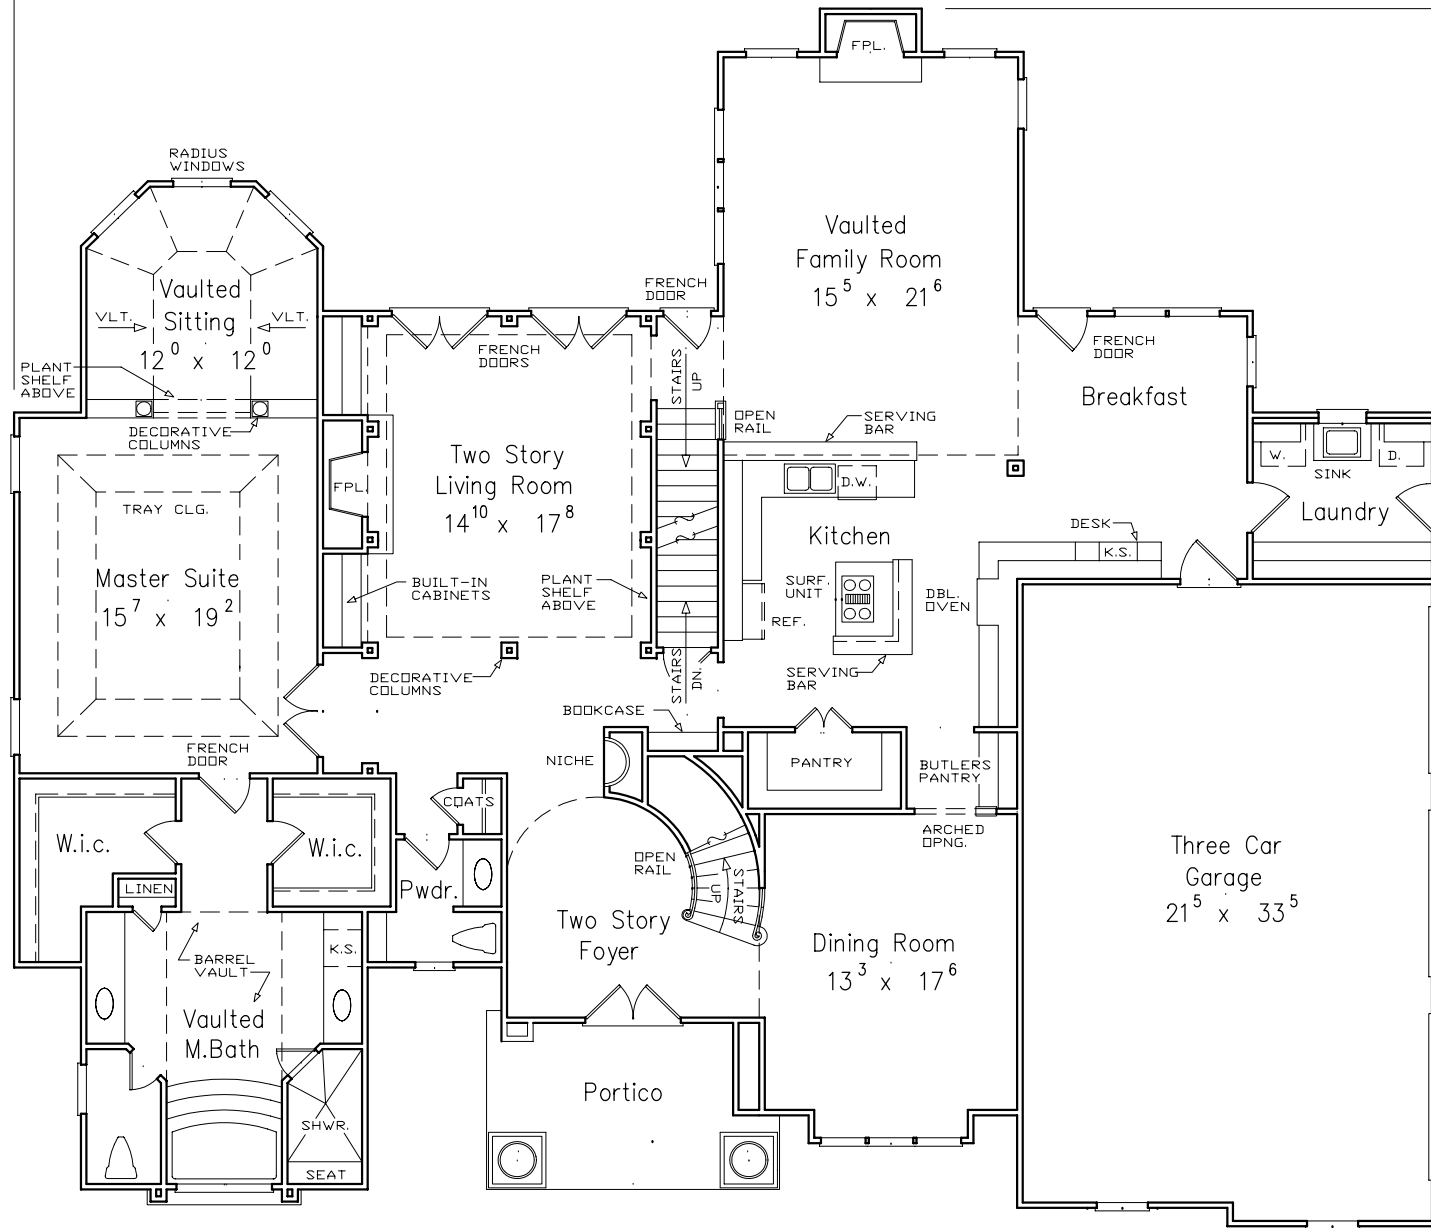 FPL.
RADIUS
WINDOWS
Vaulted
Family Room
15⁵ x 21⁶
FRENCH
DOOR
Vaulted
Sitting
12⁰ x 12⁰
VLT.
VLT.
PLANT
SHELF
ABOVE
DECORATIVE
COLUMNS
FRENCH
DOORS
STAIRS
UP
FRENCH
DOOR
Breakfast
OPEN
RAIL
SERVING
BAR
W.
SINK
D.
Laundry
TRAY CLG.
Master Suite
15⁷ x 19²
FPL.
Two Story
Living Room
14¹⁰ x 17⁸
D.W.
Kitchen
DESK
K.S.
BUILT-IN
CABINETS
PLANT
SHELF
ABOVE
SURF.
UNIT
REF.
DBL.
OVEN
DECORATIVE
COLUMNS
STAIRS
DN.
SERVING
BAR
BOOKCASE
FRENCH
DOOR
NICHE
PANTRY
BUTLERS
PANTRY
COATS
W.i.c.
W.i.c.
ARCHED
OPNG.
OPEN
RAIL
UP
STAIRS
LINEN
Pwdr.
Three Car
Garage
21⁵ x 33⁵
Two Story
Foyer
Dining Room
13³ x 17⁶
BARREL
VAULT
K.S.
Vaulted
M.Bath
Portico
SHWR.
SEAT